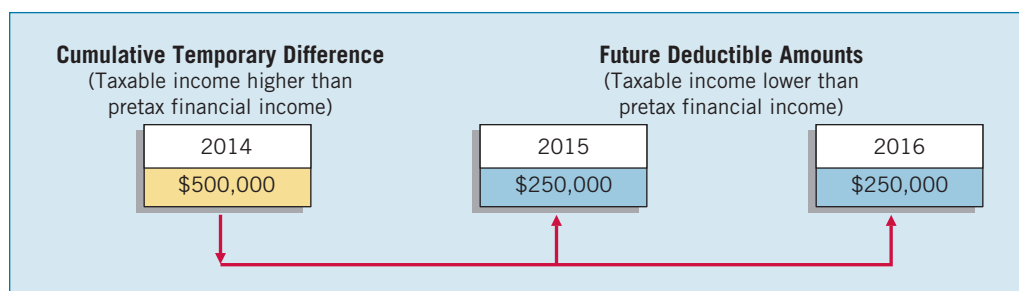 Cumulative Temporary Difference
(Taxable income higher than
pretax financial income)
2014
$500,000
Future Deductible Amounts
(Taxable income lower than
pretax financial income)
2015
$250,000
2016
$250,000